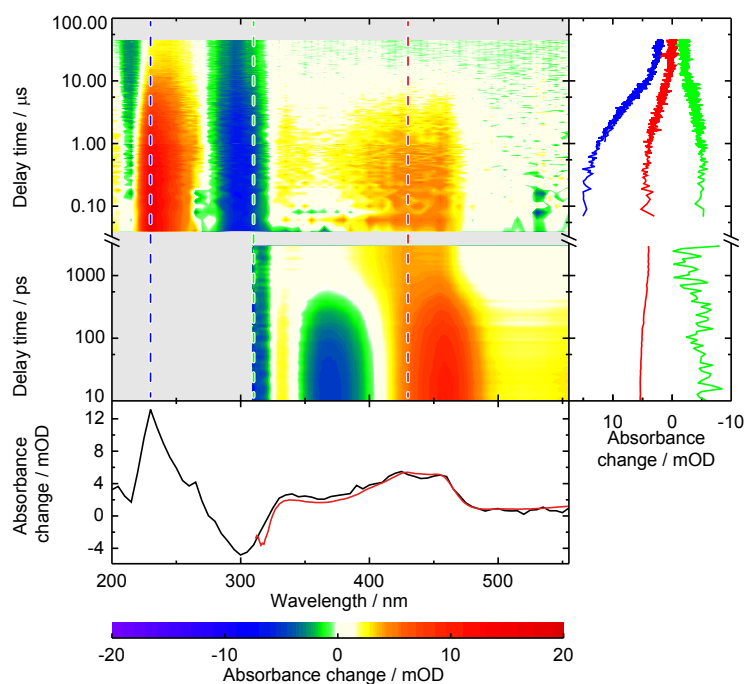 100.00
10.00
1.00
0.10
Delay time / μs
1000
100
10
Delay time / ps
10 0 -10
Absorbance
change / mOD
12
8
4
0
-4
Absorbance
change / mOD
200 300 400 500
Wavelength / nm
-20 -10 0 10 20
Absorbance change / mOD